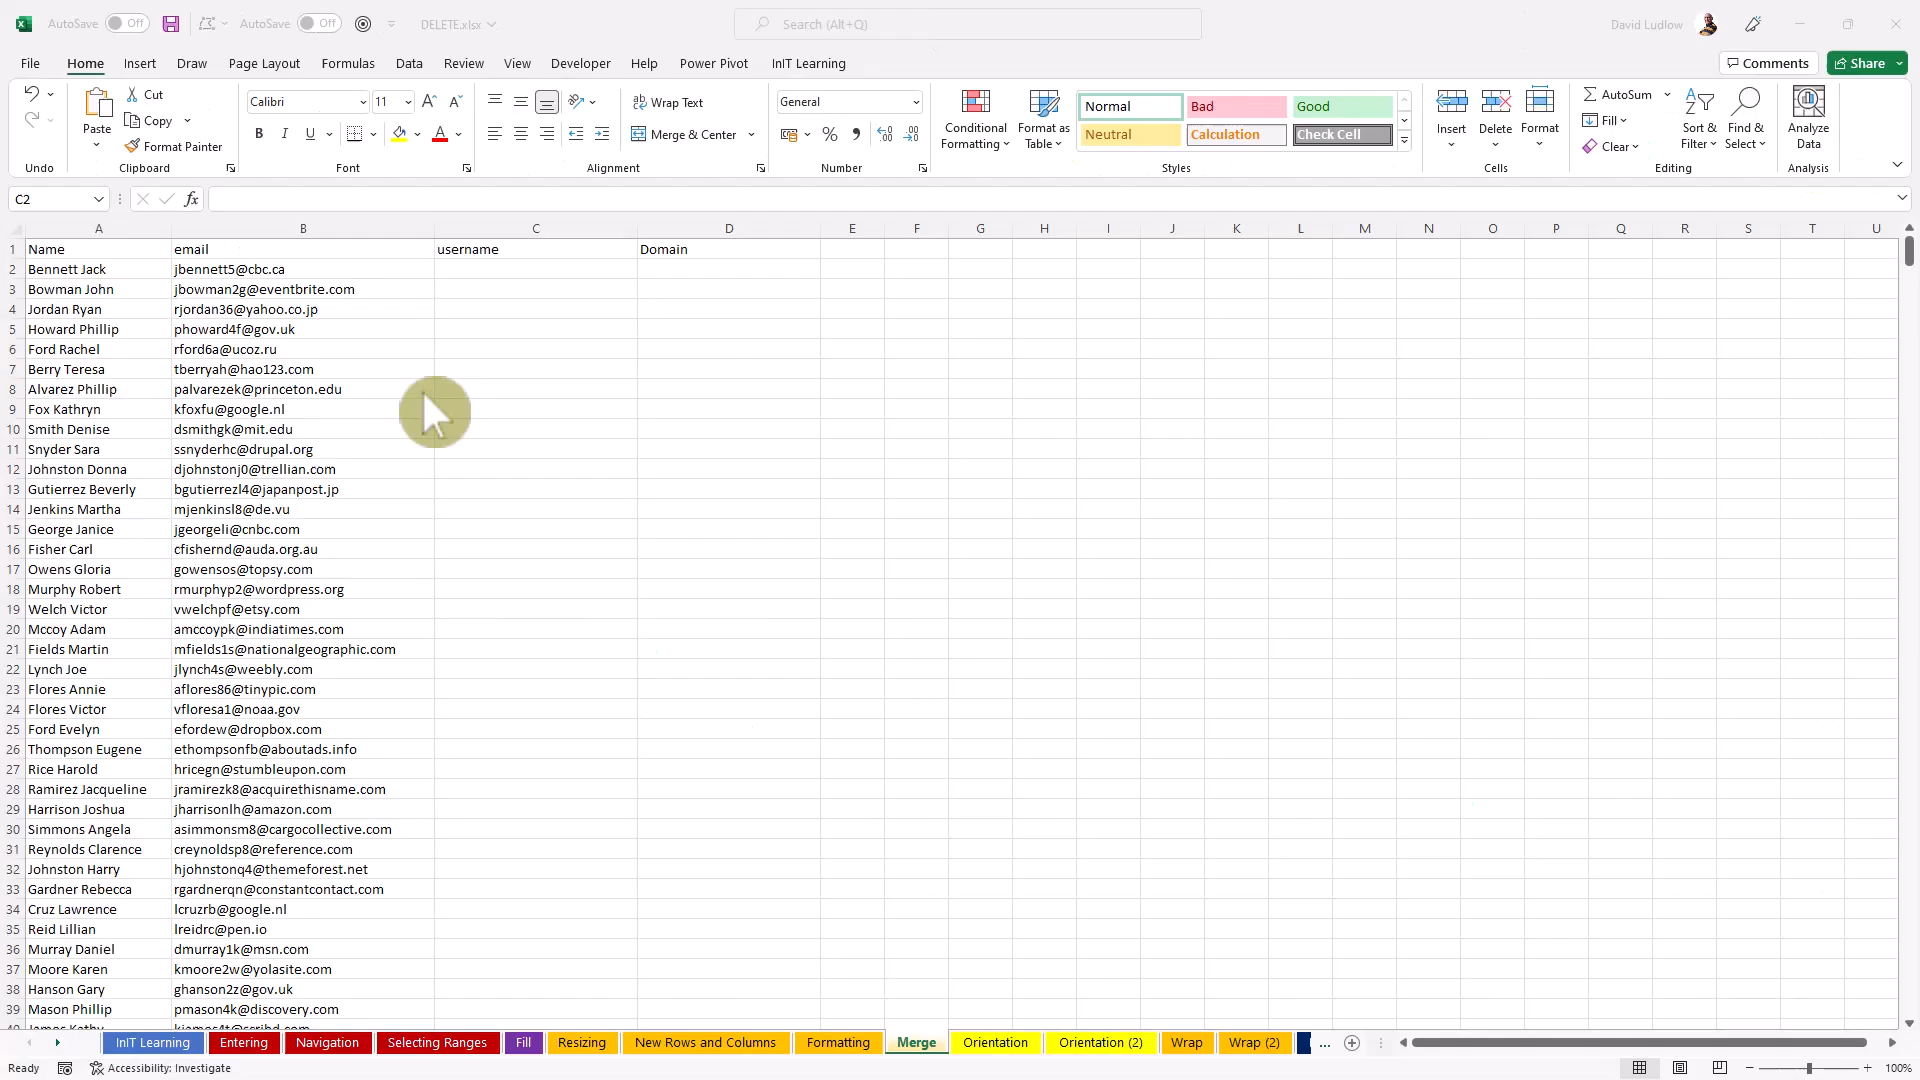 AutoSave Off AutoSave Off DELETE.xlsx Search (Alt+Q) David Ludlow
File Home Insert Draw Page Layout Formulas Data Review View Developer Help Power Pivot InIT Learning Comments Share
Cut Calibri 11 Wrap Text General Normal Bad Good AutoSum
Paste Copy Merge & Center Conditional Formatting Format as Table Neutral Calculation Check Cell Insert Delete Format Fill Sort & Filter Find & Select Analyze Data
Format Painter Clear
Undo Clipboard Font Alignment Number Styles Cells Editing Analysis
C2 fx
A B C D E F G H I J K L M N O P Q R S T U
1 Name email username Domain
2 Bennett Jack jbennett5@cbc.ca
3 Bowman John jbowman2g@eventbrite.com
4 Jordan Ryan rjordan36@yahoo.co.jp
5 Howard Phillip phoward4f@gov.uk
6 Ford Rachel rford6a@ucoz.ru
7 Berry Teresa tberryah@hao123.com
8 Alvarez Phillip palvarezek@princeton.edu
9 Fox Kathryn kfoxfu@google.nl
10 Smith Denise dsmithgk@mit.edu
11 Snyder Sara ssnyderhc@drupal.org
12 Johnston Donna djohnstonj0@trellian.com
13 Gutierrez Beverly bgutierrezl4@japanpost.jp
14 Jenkins Martha mjenkinsl8@de.vu
15 George Janice jgeorgeli@cnbc.com
16 Fisher Carl cfishernd@auda.org.au
17 Owens Gloria gowensos@topsy.com
18 Murphy Robert rmurphyp2@wordpress.org
19 Welch Victor vwelchpf@etsy.com
20 Mccoy Adam amccoypk@indiatimes.com
21 Fields Martin mfields1s@nationalgeographic.com
22 Lynch Joe jlynch4s@weebly.com
23 Flores Annie aflores86@tinypic.com
24 Flores Victor vfloresa1@noaa.gov
25 Ford Evelyn efordew@dropbox.com
26 Thompson Eugene ethompsonfb@aboutads.info
27 Rice Harold hricegn@stumbleupon.com
28 Ramirez Jacqueline jramirezk8@acquirethisname.com
29 Harrison Joshua jharrisonlh@amazon.com
30 Simmons Angela asimmonsm8@cargocollective.com
31 Reynolds Clarence creynoldsp8@reference.com
32 Johnston Harry hjohnstonq4@themeforest.net
33 Gardner Rebecca rgardnerqn@constantcontact.com
34 Cruz Lawrence lcruzrb@google.nl
35 Reid Lillian lreidrc@pen.io
36 Murray Daniel dmurray1k@msn.com
37 Moore Karen kmoore2w@yolasite.com
38 Hanson Gary ghanson2z@gov.uk
39 Mason Phillip pmason4k@discovery.com
40 James Kathy kjames4t@scribd.com
InIT Learning Entering Navigation Selecting Ranges Fill Resizing New Rows and Columns Formatting Merge Orientation Orientation (2) Wrap Wrap (2) ...
Ready Accessibility: Investigate 100%